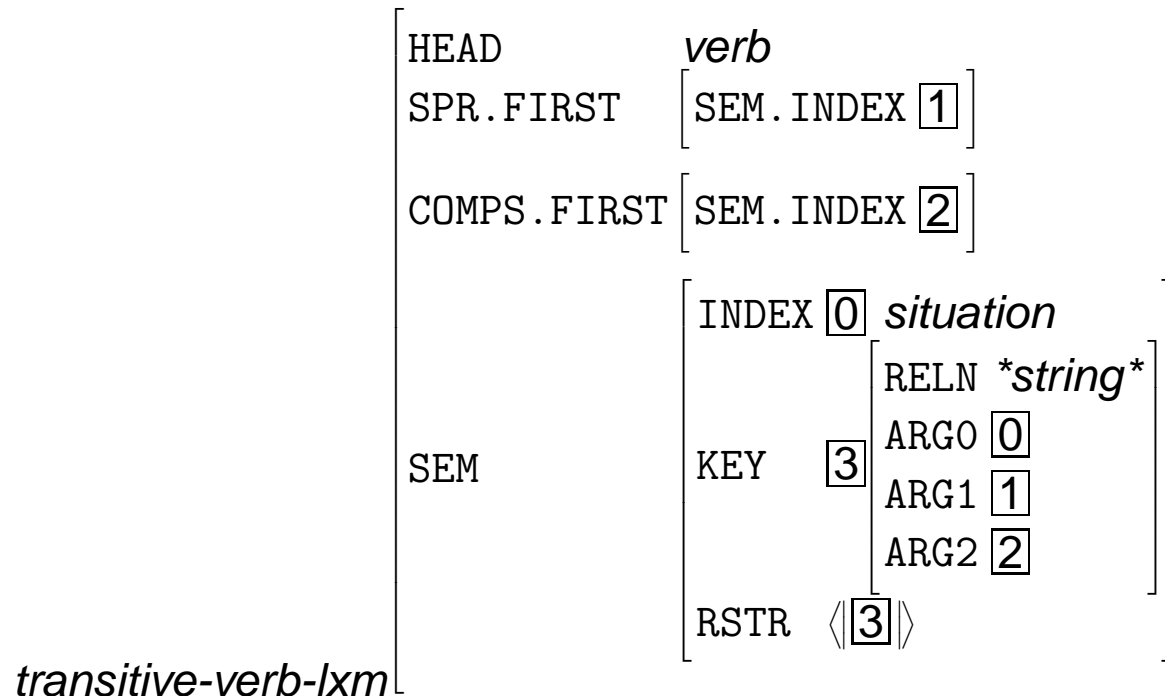 HEAD verb
SPR.FIRST [SEM.INDEX 1]
COMPS.FIRST [SEM.INDEX 2]
INDEX 0 situation
RELN *string*
ARG0 0
SEM KEY 3
ARG1 1
ARG2 2
RSTR ⟨|3|⟩
transitive-verb-lxm